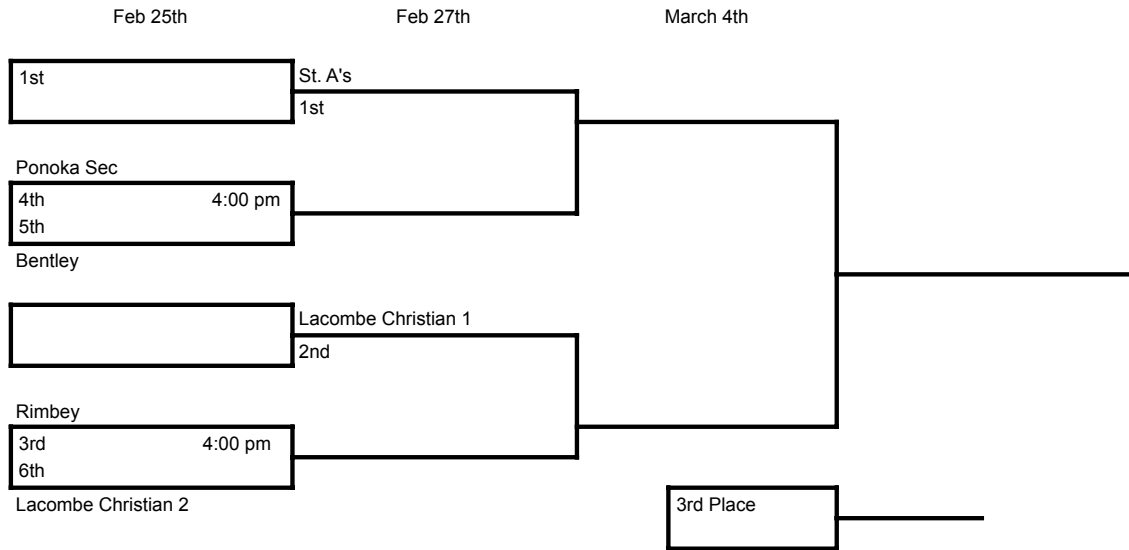 Feb 25th Feb 27th March 4th
1st
St. A's
1st
Ponoka Sec
4th 4:00 pm
5th
Bentley
Lacombe Christian 1
2nd
Rimbey
3rd 4:00 pm
6th
Lacombe Christian 2
3rd Place